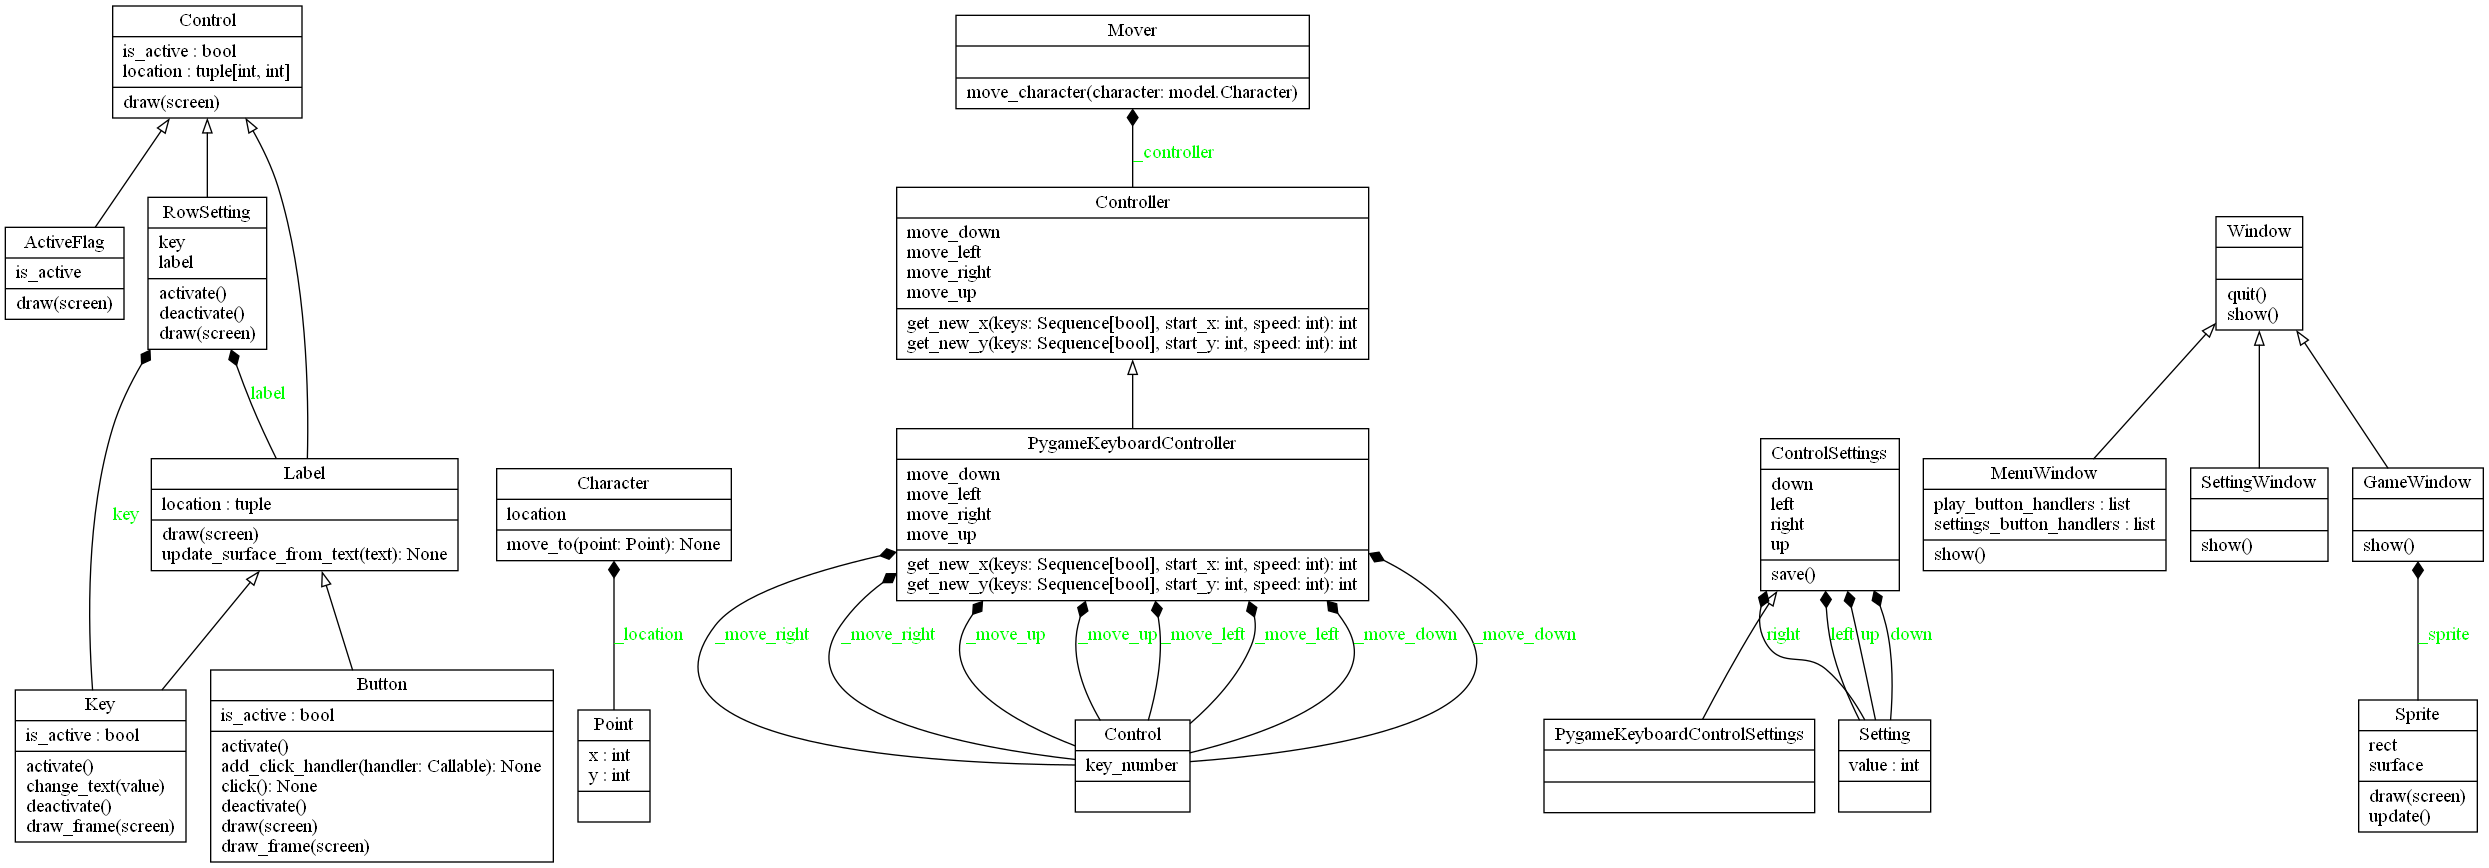 Control
is_active : bool
location : tuple[int, int]
draw(screen)
ActiveFlag
is_active
draw(screen)
RowSetting
key
label
activate()
deactivate()
draw(screen)
label
key
Label
location : tuple
draw(screen)
update_surface_from_text(text): None
Key
is_active : bool
activate()
change_text(value)
deactivate()
draw_frame(screen)
Button
is_active : bool
activate()
add_click_handler(handler: Callable): None
click(): None
deactivate()
draw(screen)
draw_frame(screen)
Character
location
move_to(point: Point): None
_location
Point
x : int
y : int
Mover
move_character(character: model.Character)
_controller
Controller
move_down
move_left
move_right
move_up
get_new_x(keys: Sequence[bool], start_x: int, speed: int): int
get_new_y(keys: Sequence[bool], start_y: int, speed: int): int
PygameKeyboardController
move_down
move_left
move_right
move_up
get_new_x(keys: Sequence[bool], start_x: int, speed: int): int
get_new_y(keys: Sequence[bool], start_y: int, speed: int): int
_move_right
_move_right
_move_up
_move_up
_move_left
_move_left
_move_down
_move_down
Control
key_number
ControlSettings
down
left
right
up
save()
right
left
up
down
PygameKeyboardControlSettings
Setting
value : int
Window
quit()
show()
MenuWindow
play_button_handlers : list
settings_button_handlers : list
show()
SettingWindow
show()
GameWindow
show()
_sprite
Sprite
rect
surface
draw(screen)
update()